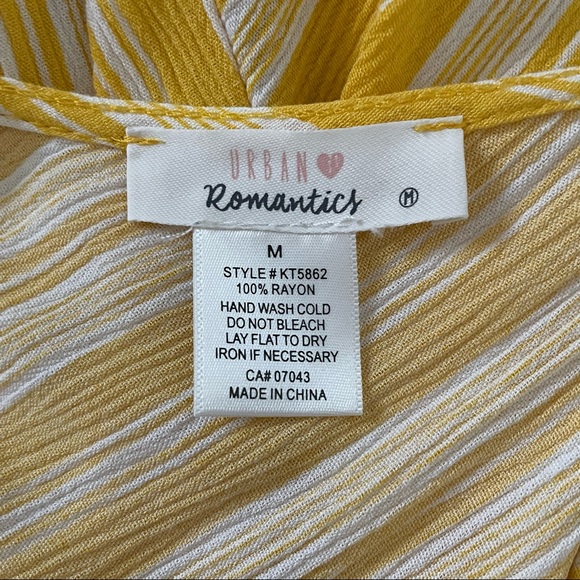 URBAN
Romantics M
M
STYLE # KT5862
100% RAYON
HAND WASH COLD
DO NOT BLEACH
LAY FLAT TO DRY
IRON IF NECESSARY
CA# 07043
MADE IN CHINA